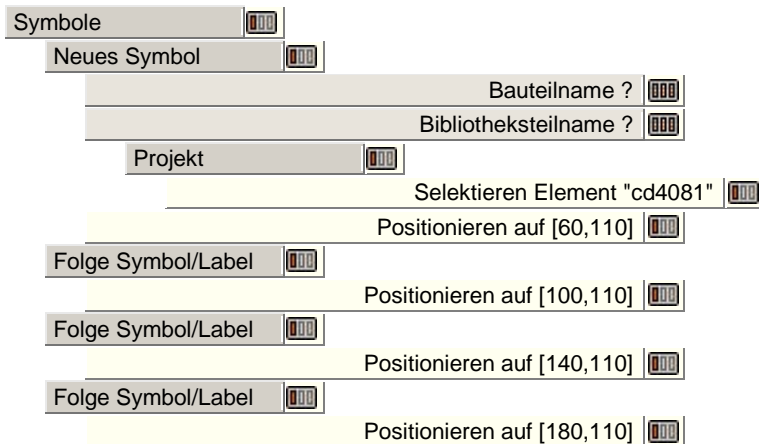 Symbole
Neues Symbol
Bauteilname ?
Bibliotheksteilname ?
Projekt
Selektieren Element "cd4081"
Positionieren auf [60,110]
Folge Symbol/Label
Positionieren auf [100,110]
Folge Symbol/Label
Positionieren auf [140,110]
Folge Symbol/Label
Positionieren auf [180,110]